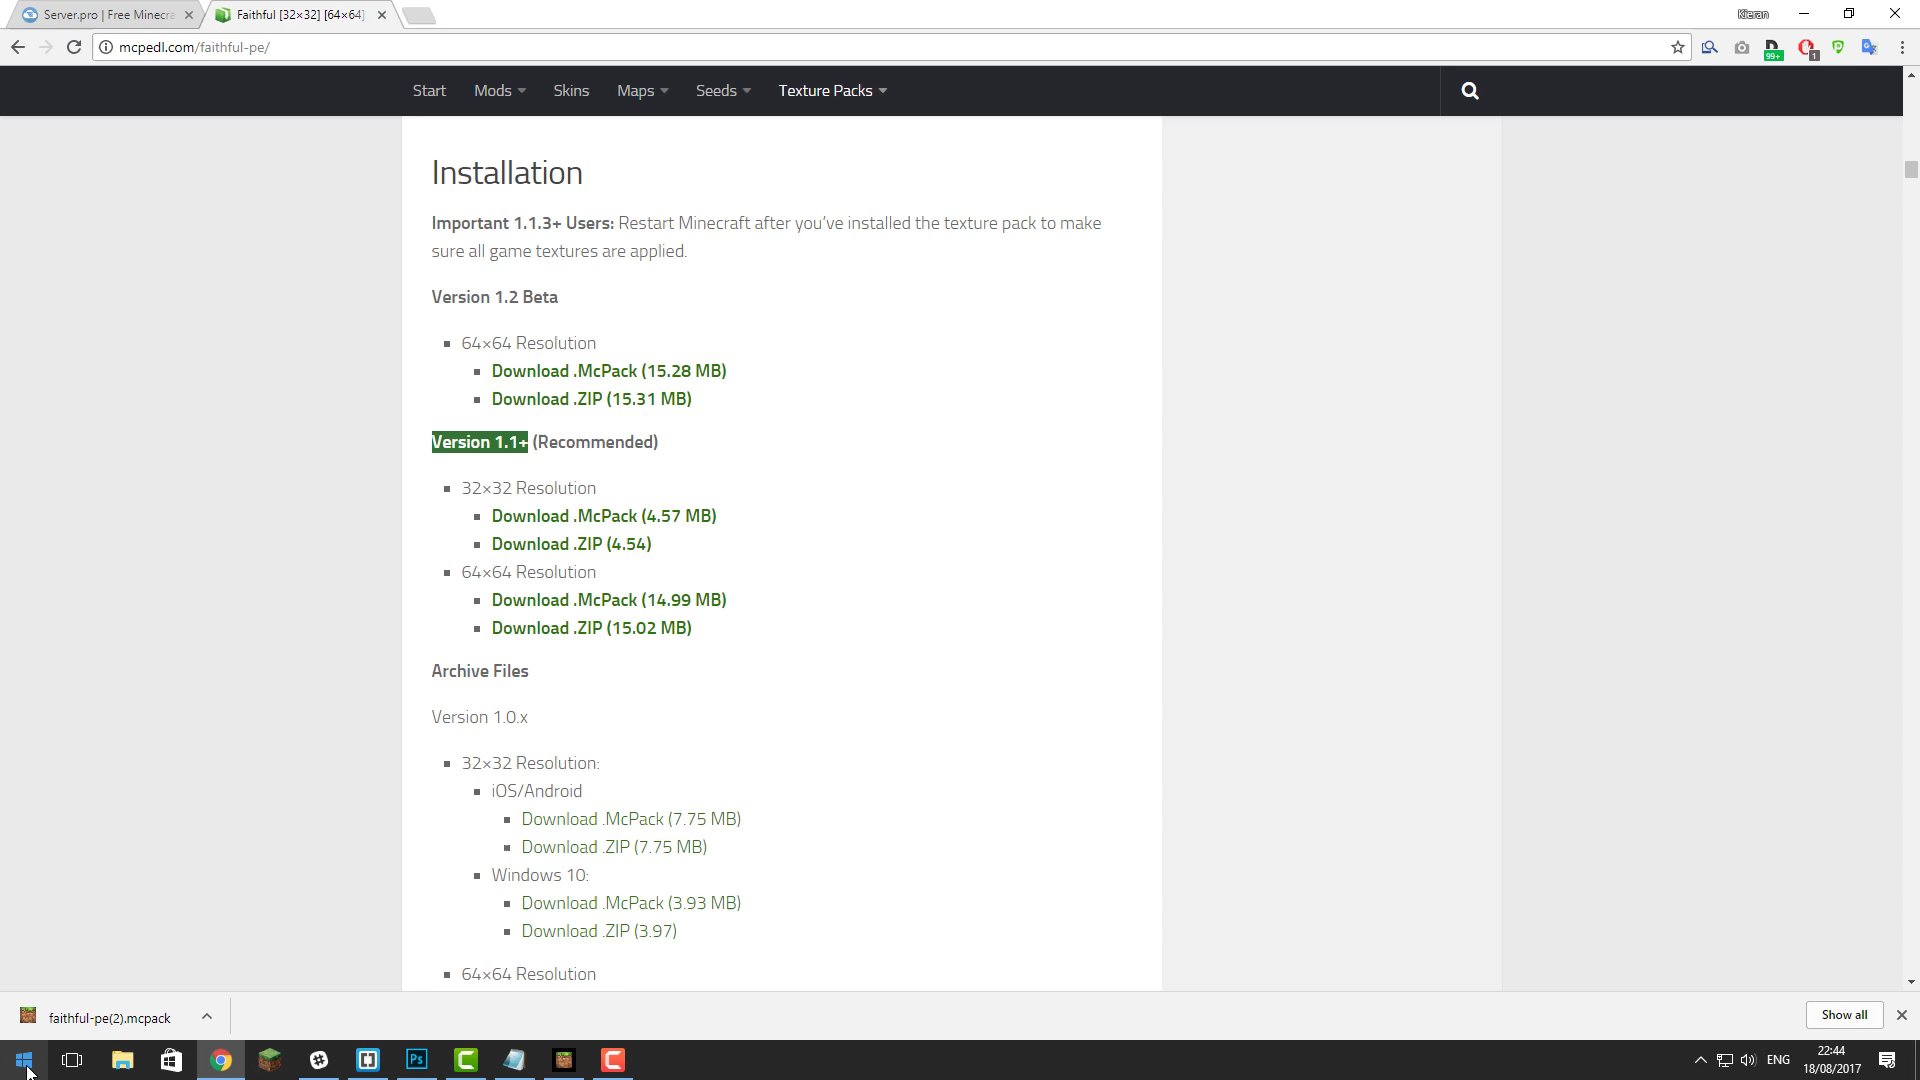 Server.pro | Free Minecra
Faithful [32×32] [64×64]
Kieran
mcpedl.com/faithful-pe/
99+
1
Start Mods Skins Maps Seeds Texture Packs
Installation
Important 1.1.3+ Users: Restart Minecraft after you've installed the texture pack to make
sure all game textures are applied.
Version 1.2 Beta
64×64 Resolution
Download .McPack (15.28 MB)
Download .ZIP (15.31 MB)
Version 1.1+ (Recommended)
32×32 Resolution
Download .McPack (4.57 MB)
Download .ZIP (4.54)
64×64 Resolution
Download .McPack (14.99 MB)
Download .ZIP (15.02 MB)
Archive Files
Version 1.0.x
32×32 Resolution:
iOS/Android
Download .McPack (7.75 MB)
Download .ZIP (7.75 MB)
Windows 10:
Download .McPack (3.93 MB)
Download .ZIP (3.97)
64×64 Resolution
faithful-pe(2).mcpack
Show all
Ps
ENG
22:44
18/08/2017